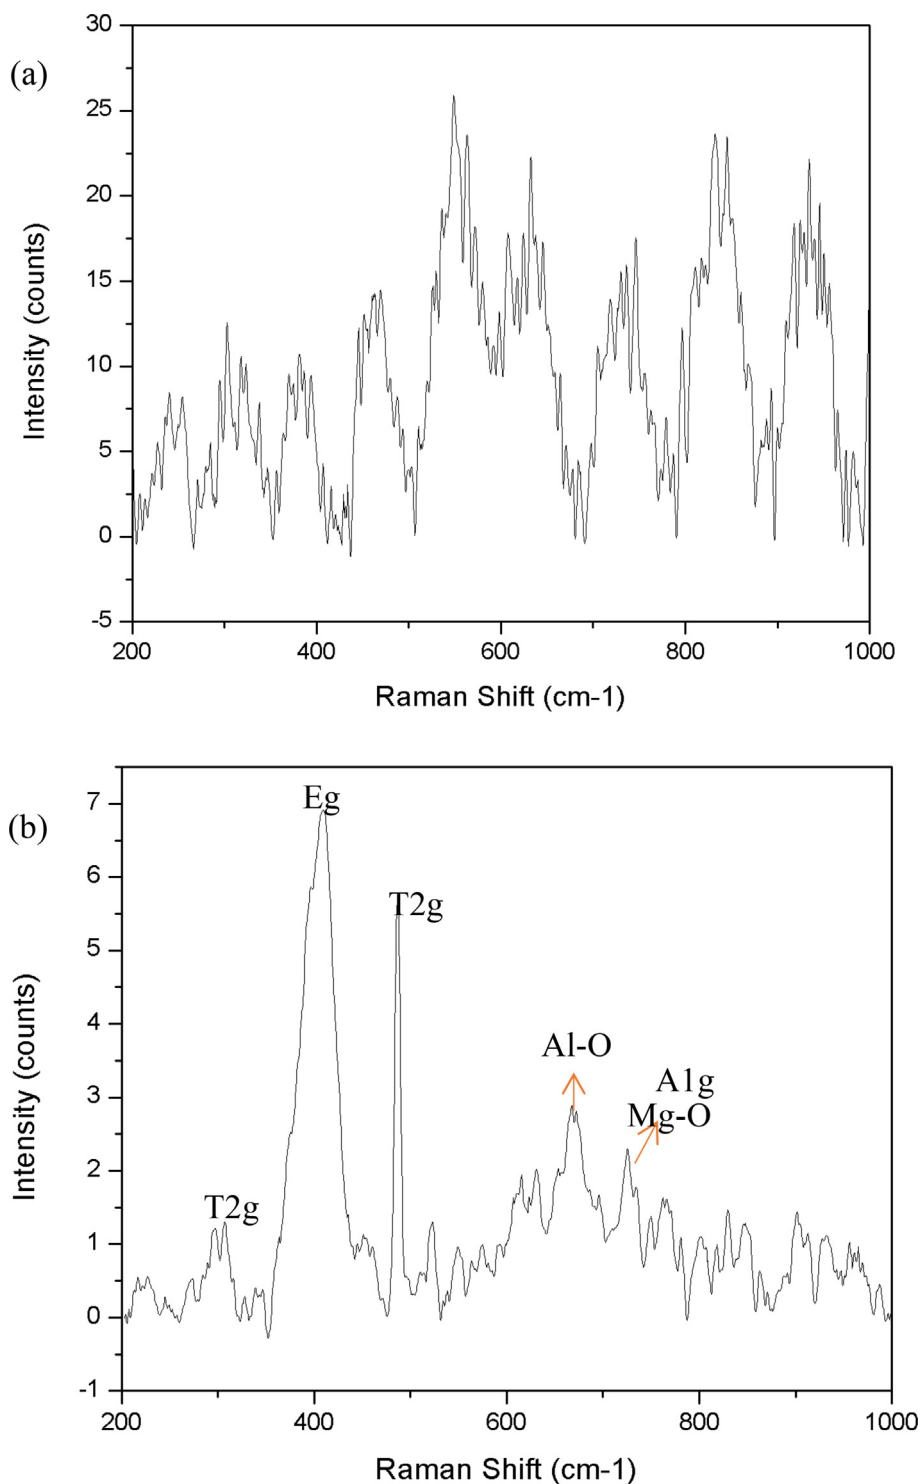 (a)
30
25
20
15
10
5
0
-5
Intensity (counts)
200 400 600 800 1000
Raman Shift (cm-1)
(b)
7
6
5
4
3
2
1
0
-1
Intensity (counts)
Eg
T2g
T2g
Al-O
A1g
Mg-O
200 400 600 800 1000
Raman Shift (cm-1)